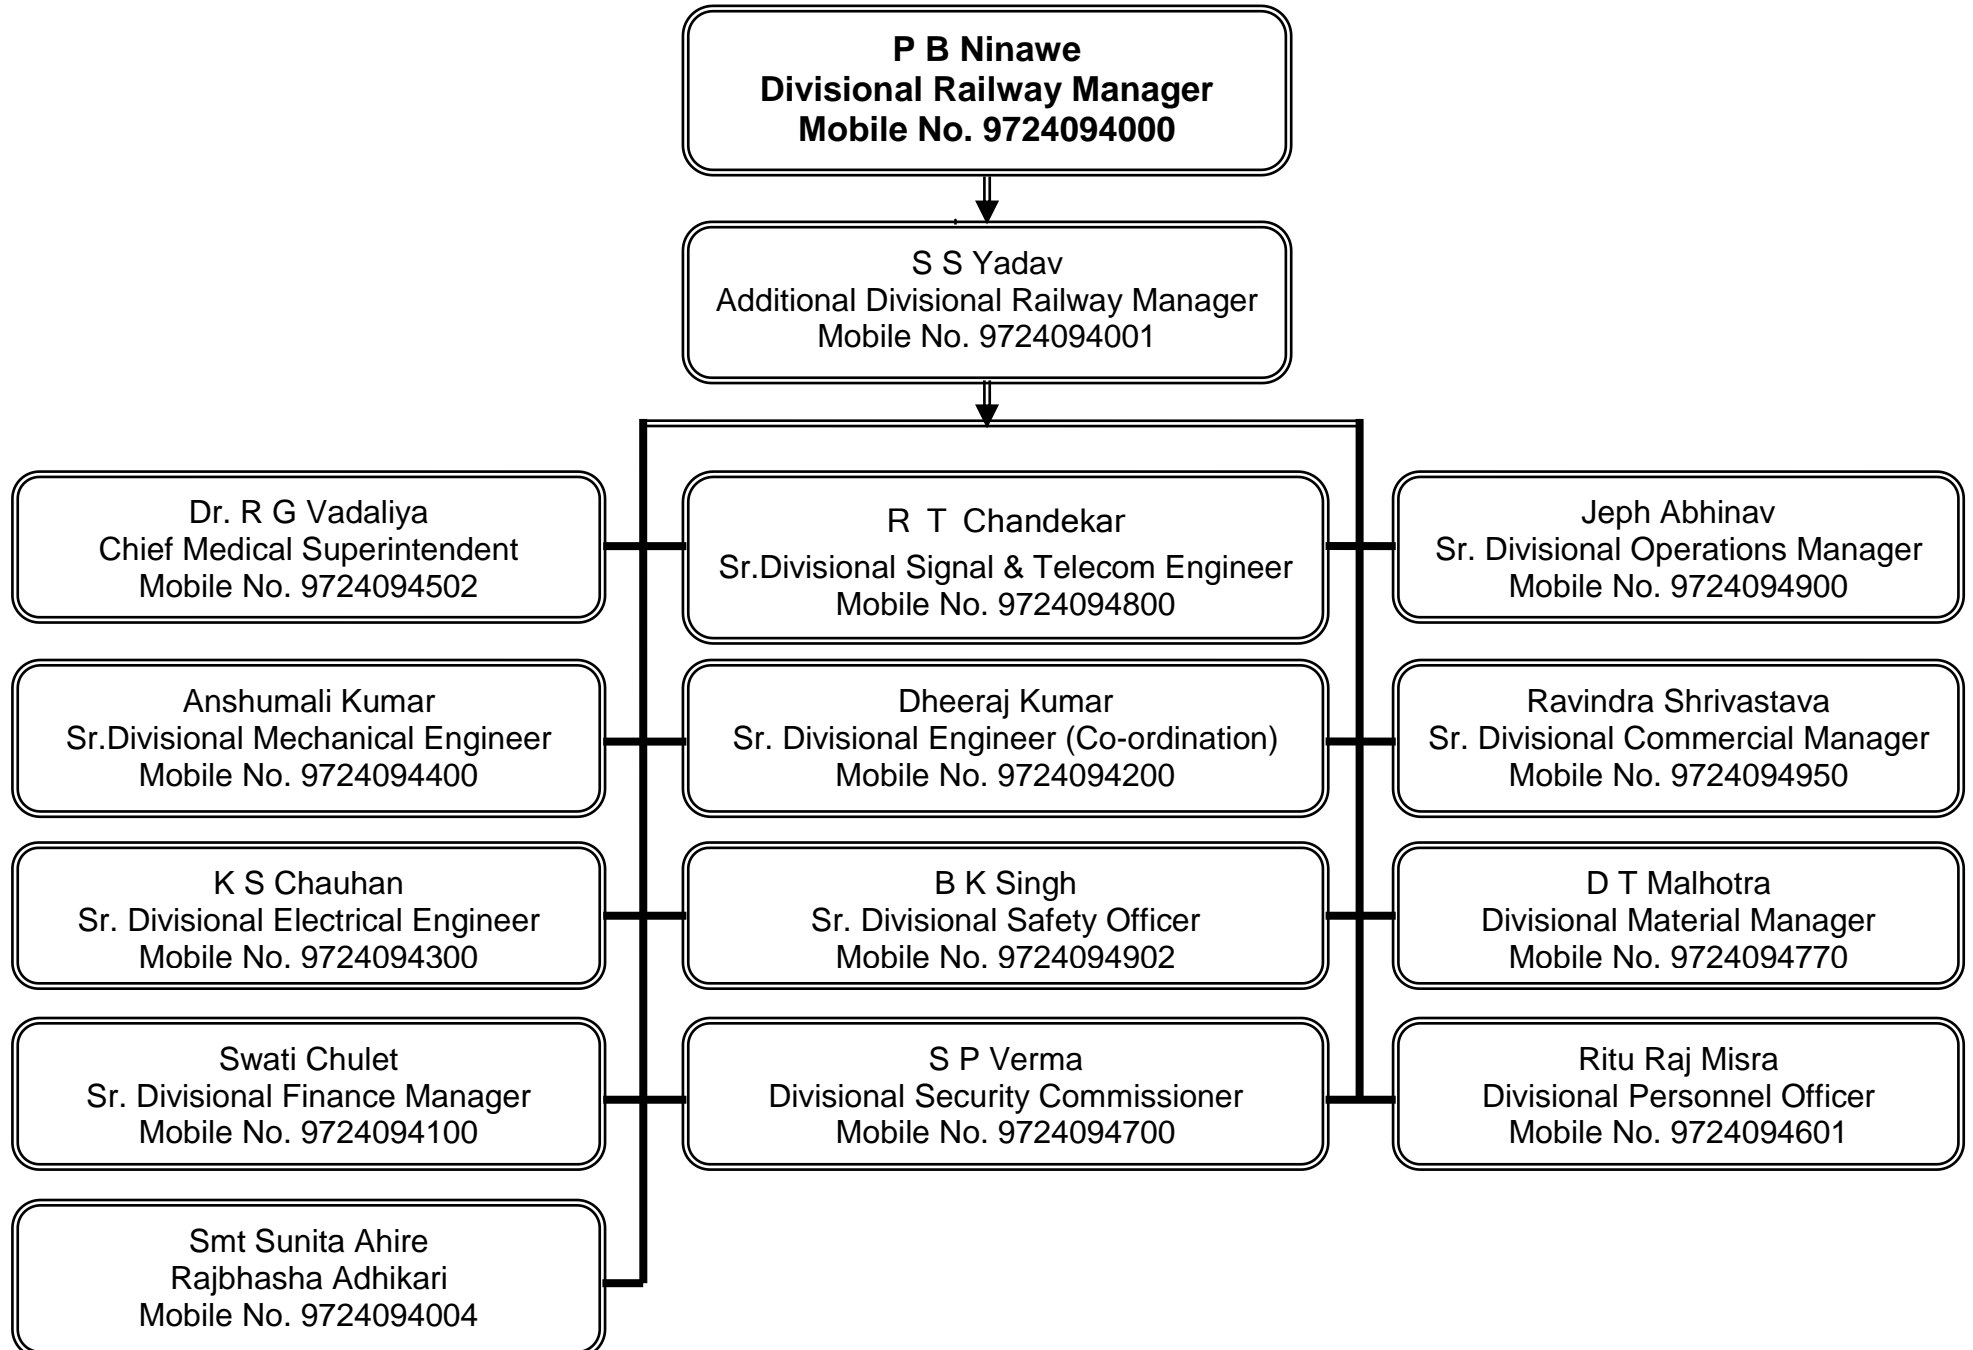 P B Ninawe
Divisional Railway Manager
Mobile No. 9724094000
S S Yadav
Additional Divisional Railway Manager
Mobile No. 9724094001
Dr. R G Vadaliya
Chief Medical Superintendent
Mobile No. 9724094502
R T Chandekar
Sr.Divisional Signal & Telecom Engineer
Mobile No. 9724094800
Jeph Abhinav
Sr. Divisional Operations Manager
Mobile No. 9724094900
Anshumali Kumar
Sr.Divisional Mechanical Engineer
Mobile No. 9724094400
Dheeraj Kumar
Sr. Divisional Engineer (Co-ordination)
Mobile No. 9724094200
Ravindra Shrivastava
Sr. Divisional Commercial Manager
Mobile No. 9724094950
K S Chauhan
Sr. Divisional Electrical Engineer
Mobile No. 9724094300
B K Singh
Sr. Divisional Safety Officer
Mobile No. 9724094902
D T Malhotra
Divisional Material Manager
Mobile No. 9724094770
Swati Chulet
Sr. Divisional Finance Manager
Mobile No. 9724094100
S P Verma
Divisional Security Commissioner
Mobile No. 9724094700
Ritu Raj Misra
Divisional Personnel Officer
Mobile No. 9724094601
Smt Sunita Ahire
Rajbhasha Adhikari
Mobile No. 9724094004